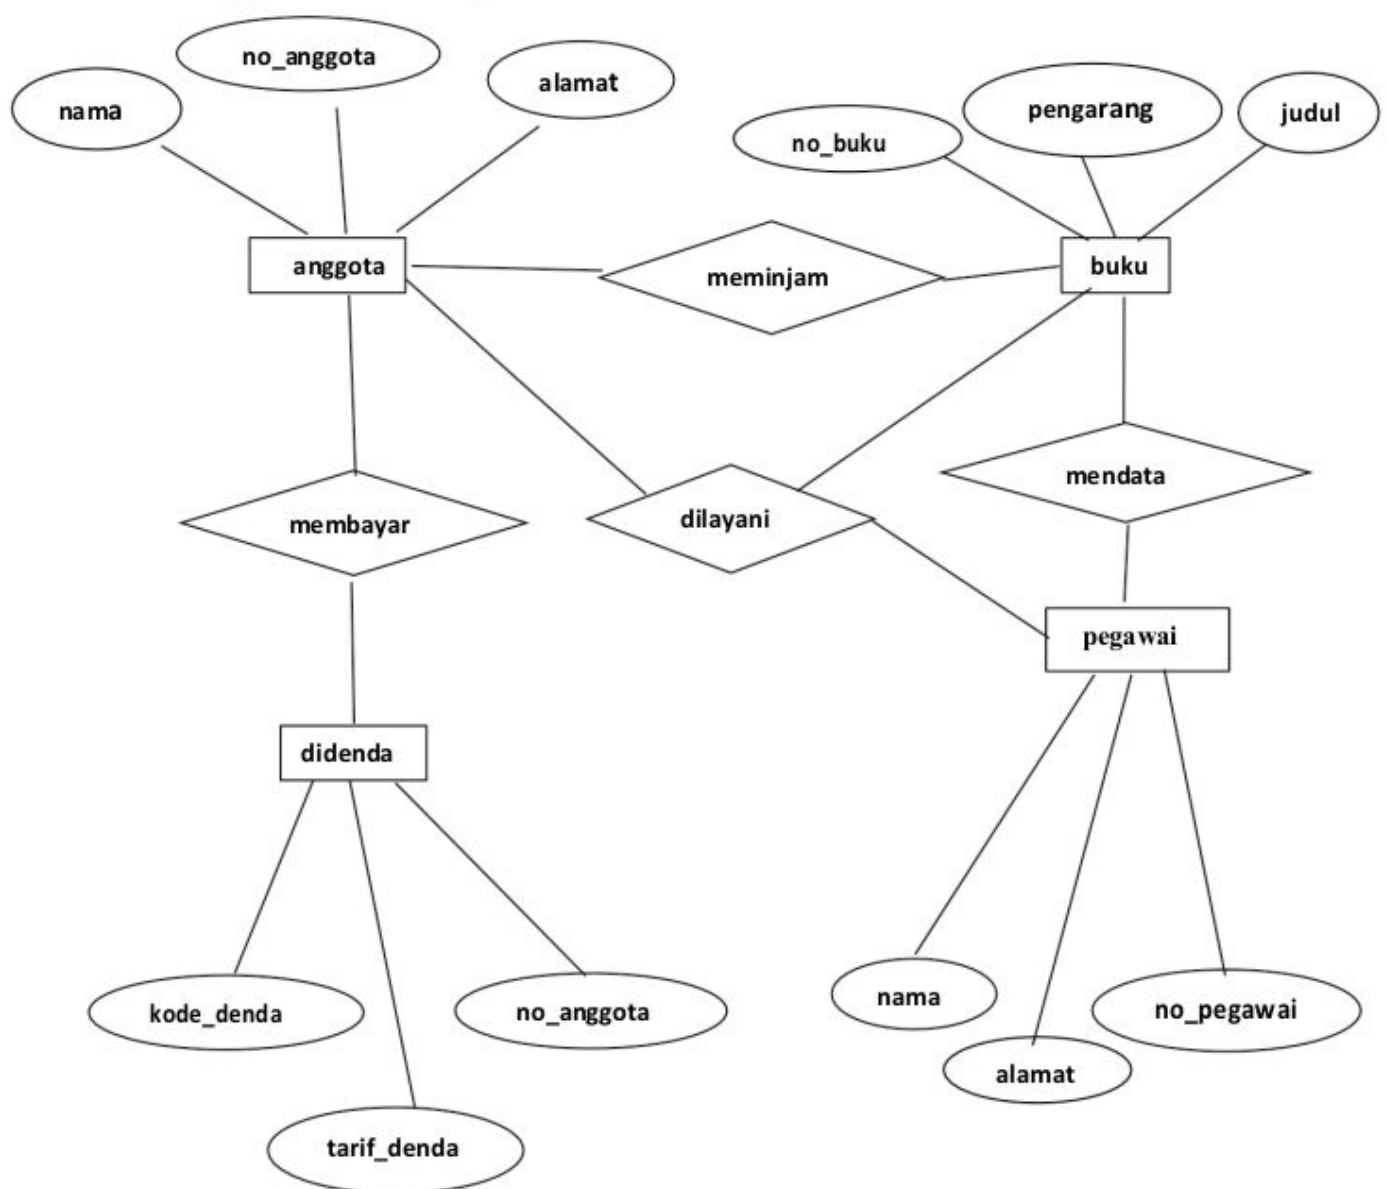 no_anggota
alamat
nama
pengarang
judul
no_buku
anggota
meminjam
buku
mendata
membayar
dilayani
pegawai
didenda
nama
kode_denda
no_anggota
no_pegawai
alamat
tarif_denda